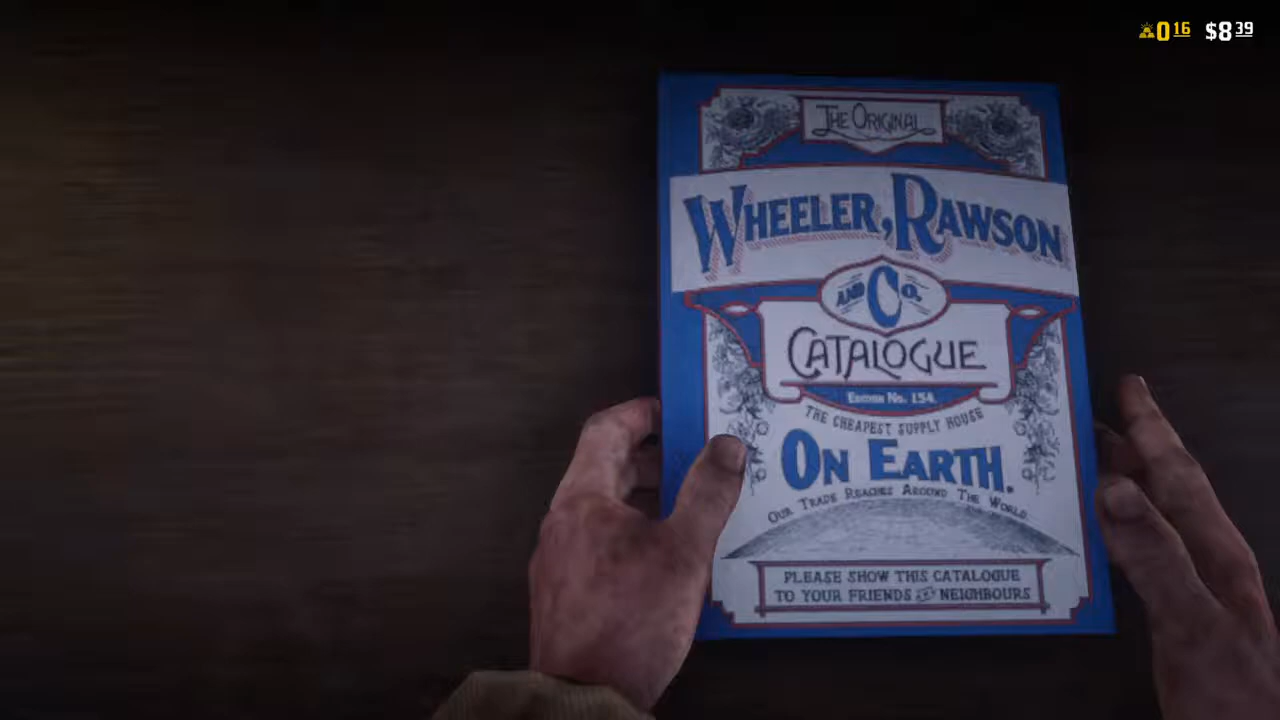 0 16 $8 39
THE ORIGINAL
WHEELER, RAWSON
AND CO.
CATALOGUE
EDITION No. 154.
THE CHEAPEST SUPPLY HOUSE
ON EARTH.
OUR TRADE REACHES AROUND THE WORLD
PLEASE SHOW THIS CATALOGUE
TO YOUR FRIENDS AND NEIGHBOURS